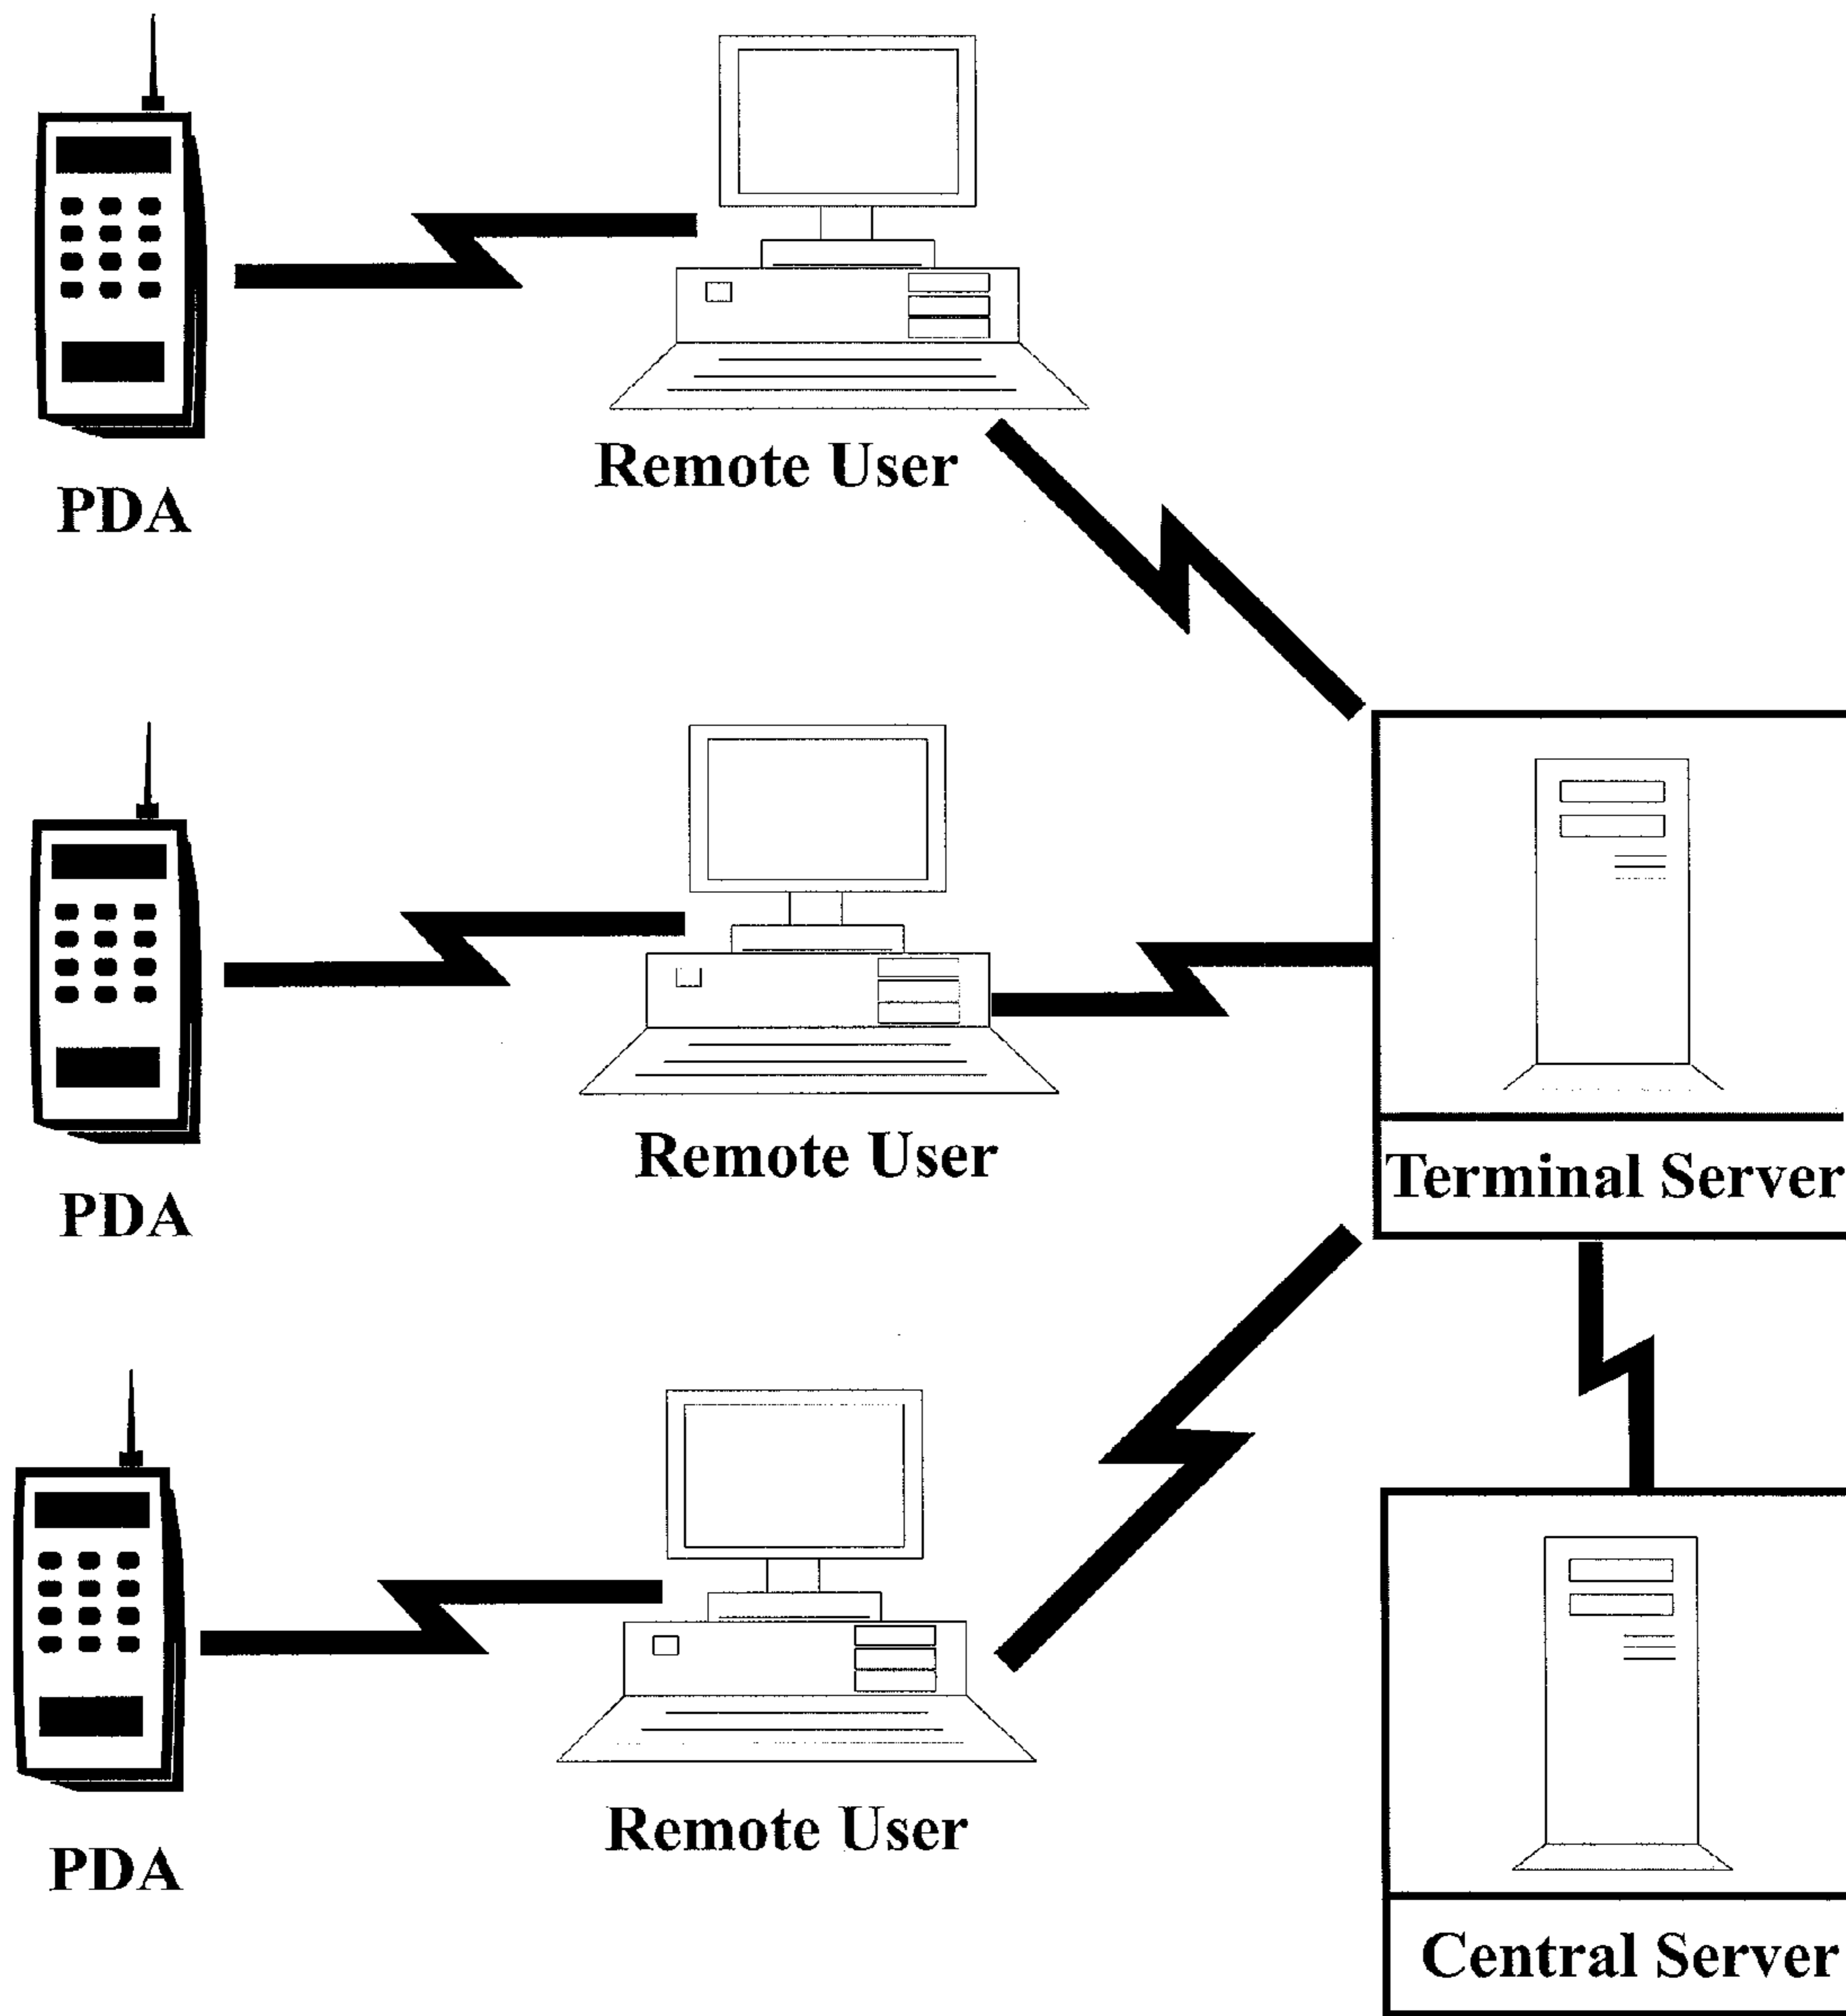 PDA
Remote User
PDA
Remote User
Terminal Server
PDA
Remote User
Central Server